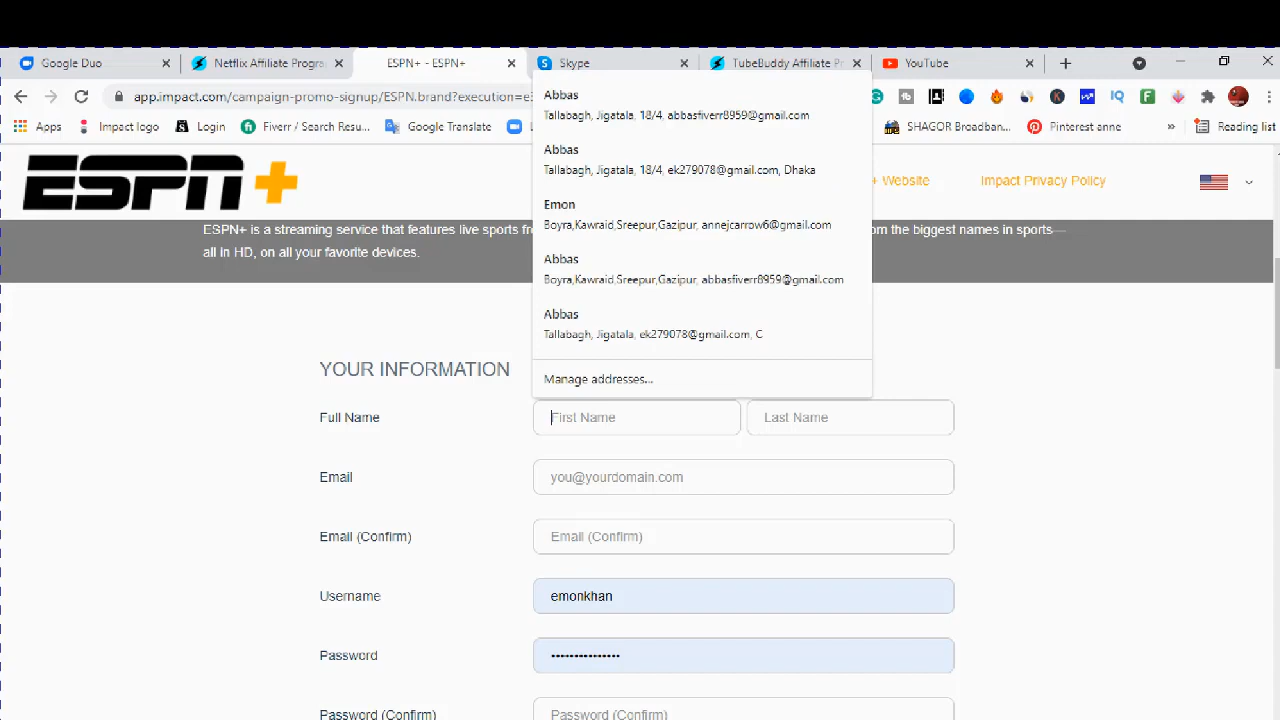 Google Duo
Netflix Affiliate Progra
ESPN+ - ESPN+
Skype
TubeBuddy Affiliate Pr
YouTube
app.impact.com/campaign-promo-signup/ESPN.brand?execution=e
Apps
Impact logo
Login
Fiverr / Search Resu...
Google Translate
SHAGOR Broadban...
Pinterest anne
»
Reading list
ESPN+
+ Website
Impact Privacy Policy
ESPN+ is a streaming service that features live sports
om the biggest names in sports—
all in HD, on all your favorite devices.
Abbas
Tallabagh, Jigatala, 18/4, abbasfiverr8959@gmail.com
Abbas
Tallabagh, Jigatala, 18/4, ek279078@gmail.com, Dhaka
Emon
Boyra,Kawraid,Sreepur,Gazipur, annejcarrow6@gmail.com
Abbas
Boyra,Kawraid,Sreepur,Gazipur, abbasfiverr8959@gmail.com
Abbas
Tallabagh, Jigatala, ek279078@gmail.com, C
Manage addresses...
YOUR INFORMATION
Full Name
First Name
Last Name
Email
you@yourdomain.com
Email (Confirm)
Email (Confirm)
Username
emonkhan
Password
•••••••••••••••
Password (Confirm)
Password (Confirm)